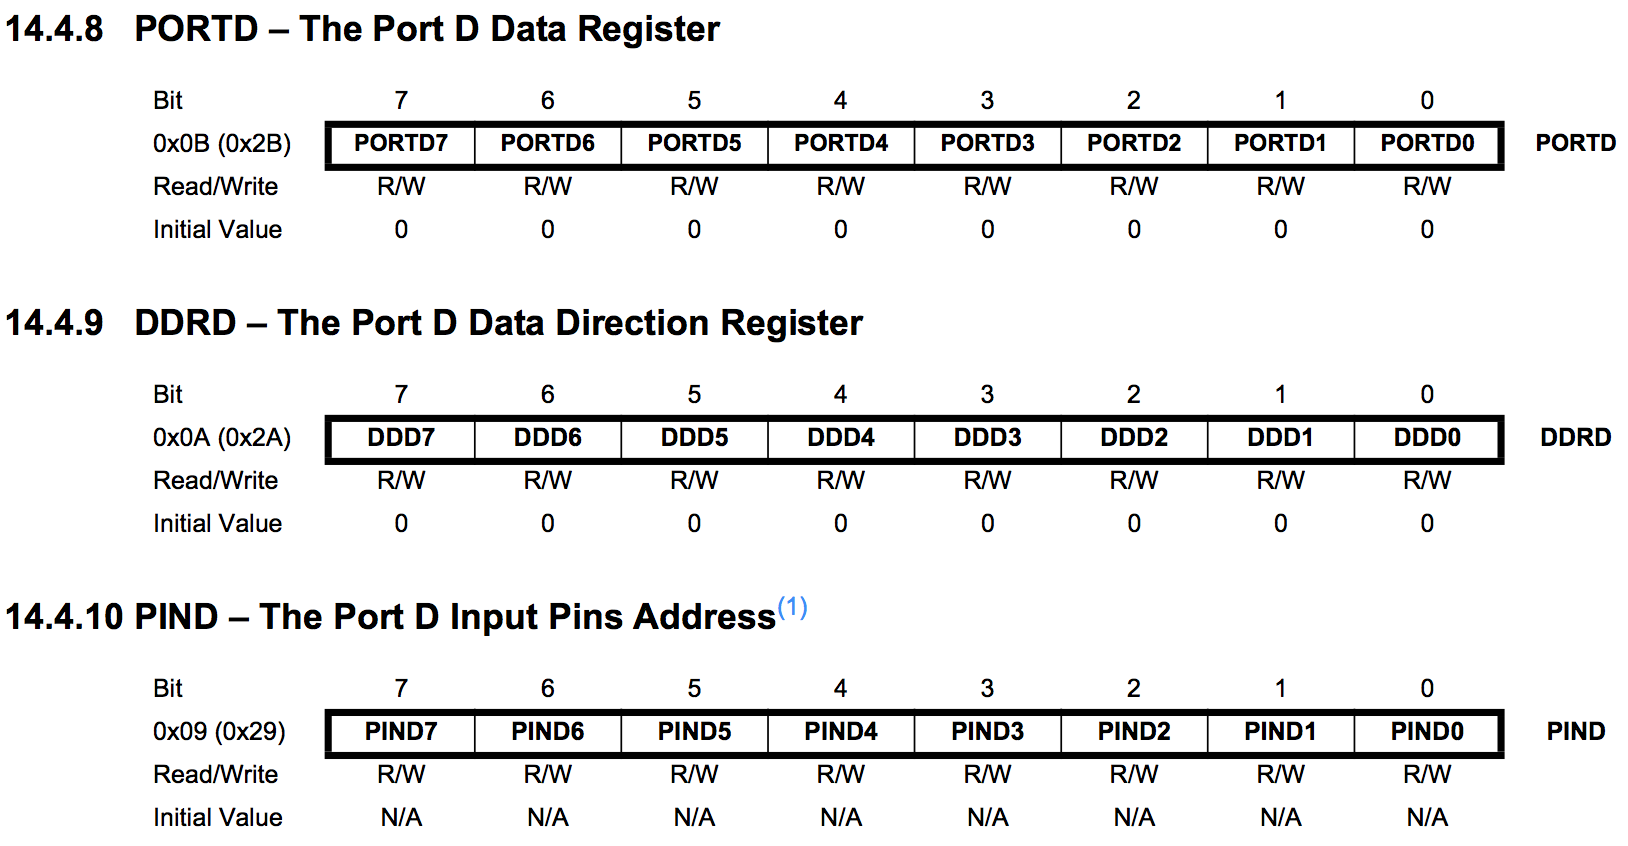 14.4.8 PORTD – The Port D Data Register
Bit 7 6 5 4 3 2 1 0
0x0B (0x2B) PORTD7 PORTD6 PORTD5 PORTD4 PORTD3 PORTD2 PORTD1 PORTD0 PORTD
Read/Write R/W R/W R/W R/W R/W R/W R/W R/W
Initial Value 0 0 0 0 0 0 0 0
14.4.9 DDRD – The Port D Data Direction Register
Bit 7 6 5 4 3 2 1 0
0x0A (0x2A) DDD7 DDD6 DDD5 DDD4 DDD3 DDD2 DDD1 DDD0 DDRD
Read/Write R/W R/W R/W R/W R/W R/W R/W R/W
Initial Value 0 0 0 0 0 0 0 0
14.4.10 PIND – The Port D Input Pins Address(1)
Bit 7 6 5 4 3 2 1 0
0x09 (0x29) PIND7 PIND6 PIND5 PIND4 PIND3 PIND2 PIND1 PIND0 PIND
Read/Write R/W R/W R/W R/W R/W R/W R/W R/W
Initial Value N/A N/A N/A N/A N/A N/A N/A N/A